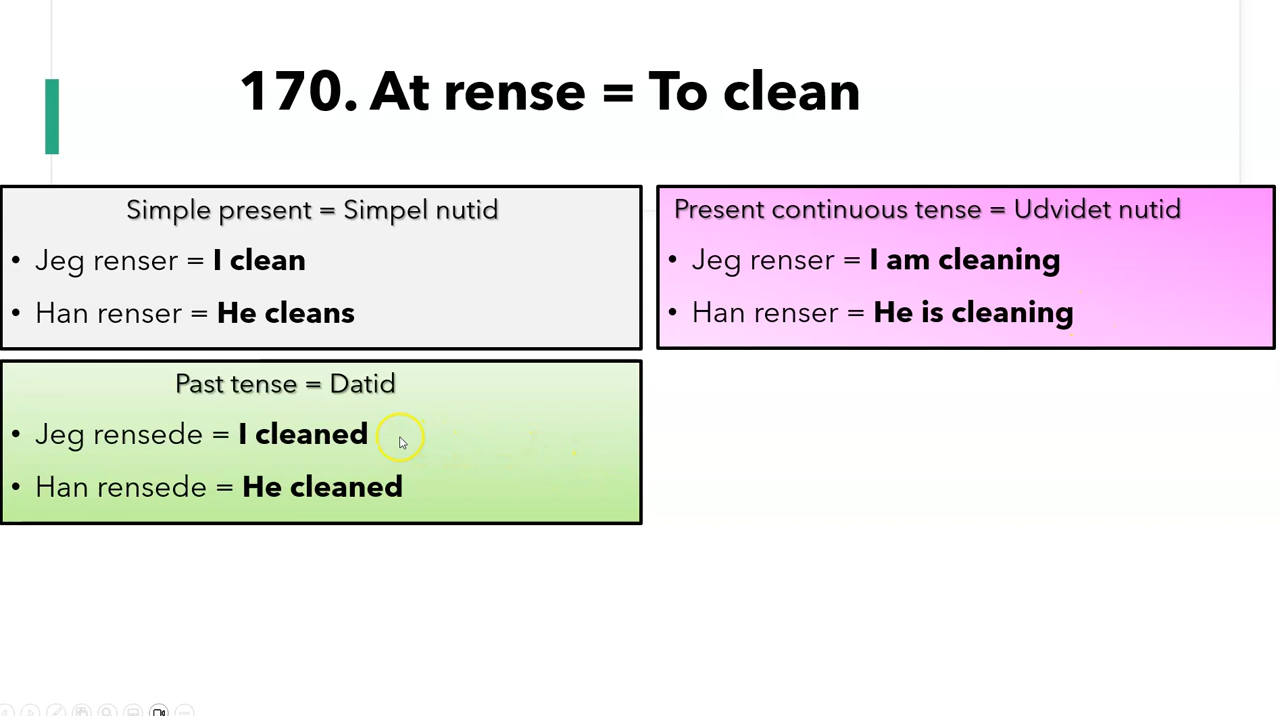 170. At rense = To clean
Simple present = Simpel nutid
• Jeg renser = I clean
• Han renser = He cleans
Present continuous tense = Udvidet nutid
• Jeg renser = I am cleaning
• Han renser = He is cleaning
Past tense = Datid
• Jeg rensede = I cleaned
• Han rensede = He cleaned